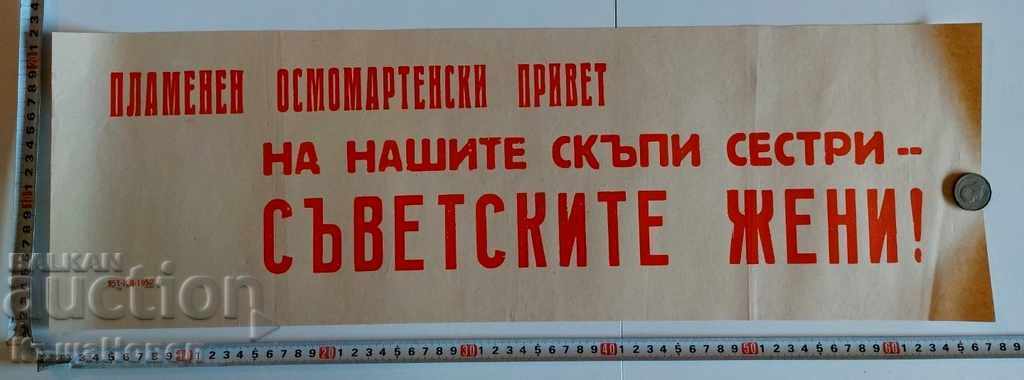 ПЛАМЕНЕН ОСМОМАРТЕНСКИ ПРИВЕТ
НА НАШИТЕ СКЪПИ СЕСТРИ --
СЪВЕТСКИТЕ ЖЕНИ!
BALKAN
auction